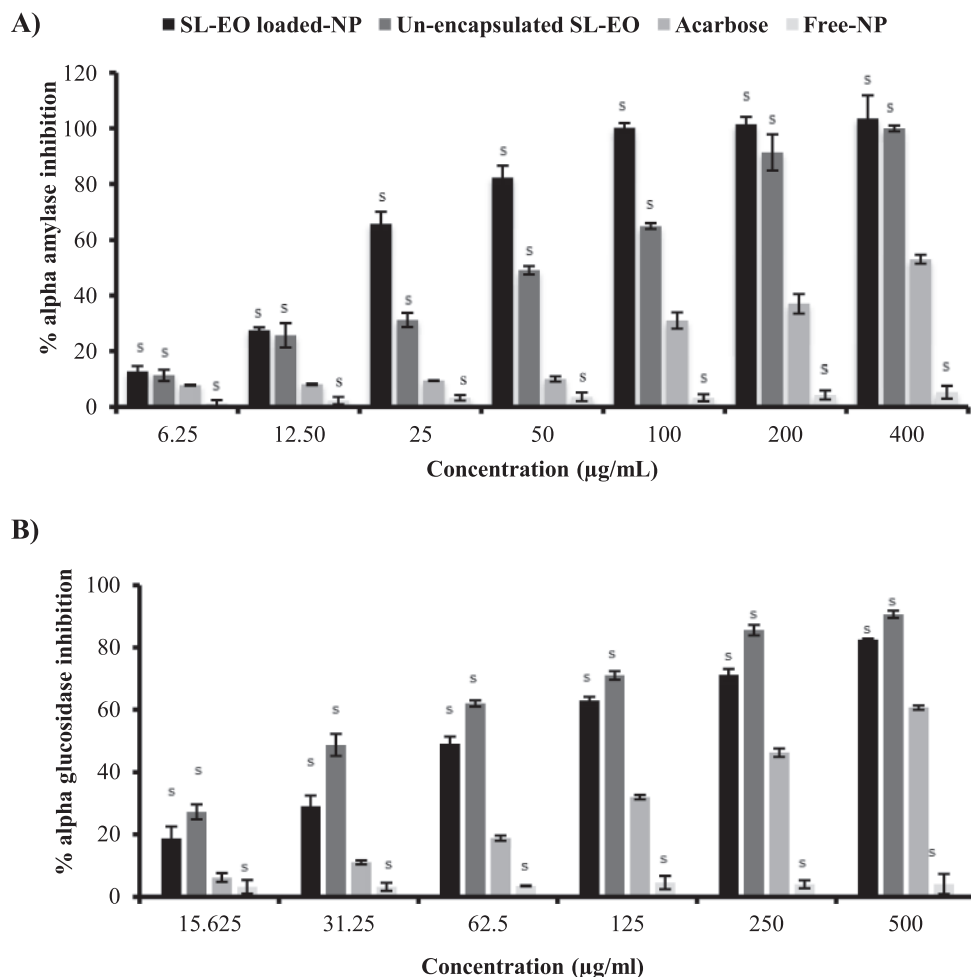 A)
SL-EO loaded-NP Un-encapsulated SL-EO Acarbose Free-NP
% alpha amylase inhibition
120
100
80
60
40
20
0
s s s
s s s
s s s
s s s
s s s
s s s
s s s
6.25 12.50 25 50 100 200 400
Concentration (µg/mL)
B)
% alpha glucosidase inhibition
100
80
60
40
20
0
s s s
s s s
s s s
s s s
s s s
s s s
15.625 31.25 62.5 125 250 500
Concentration (µg/ml)